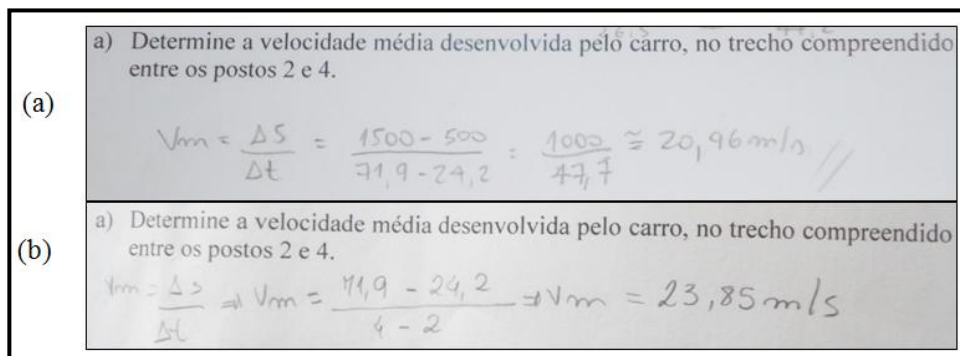 (a)
a) Determine a velocidade média desenvolvida pelo carro, no trecho compreendido
entre os postos 2 e 4.
Vm = ΔS/Δt = 1500 - 500/71,9 - 24,2 = 1000/47,7 ≅ 20,96 m/s //
(b)
a) Determine a velocidade média desenvolvida pelo carro, no trecho compreendido
entre os postos 2 e 4.
Vm = Δs/Δt ⇒ Vm = 71,9 - 24,2/4 - 2 ⇒ Vm = 23,85 m/s